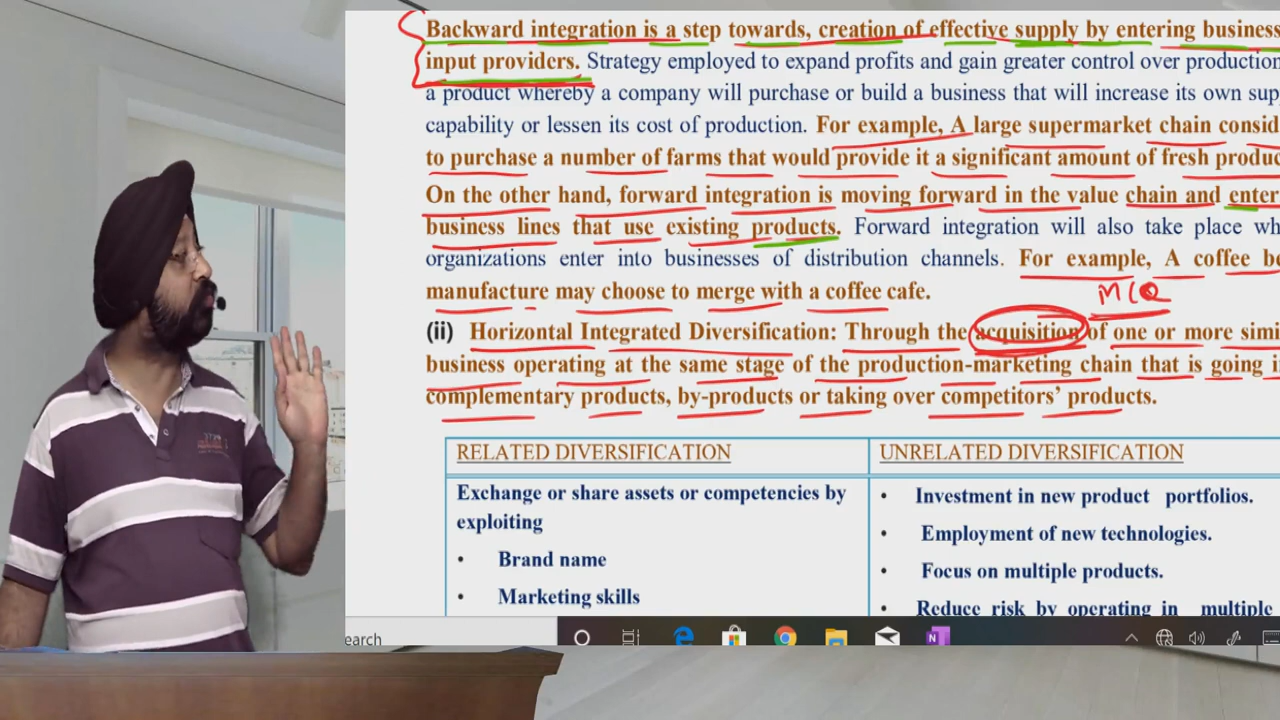 Backward integration is a step towards, creation of effective supply by entering business
input providers. Strategy employed to expand profits and gain greater control over production
a product whereby a company will purchase or build a business that will increase its own sup
capability or lessen its cost of production. For example, A large supermarket chain consid
to purchase a number of farms that would provide it a significant amount of fresh produc
On the other hand, forward integration is moving forward in the value chain and enter
business lines that use existing products. Forward integration will also take place wh
organizations enter into businesses of distribution channels. For example, A coffee be
manufacture may choose to merge with a coffee cafe.
MCQ
(ii) Horizontal Integrated Diversification: Through the acquisition of one or more simi
business operating at the same stage of the production-marketing chain that is going i
complementary products, by-products or taking over competitors' products.
RELATED DIVERSIFICATION
Exchange or share assets or competencies by
exploiting
• Brand name
• Marketing skills
UNRELATED DIVERSIFICATION
• Investment in new product portfolios.
• Employment of new technologies.
• Focus on multiple products.
• Reduce risk by operating in multiple
earch